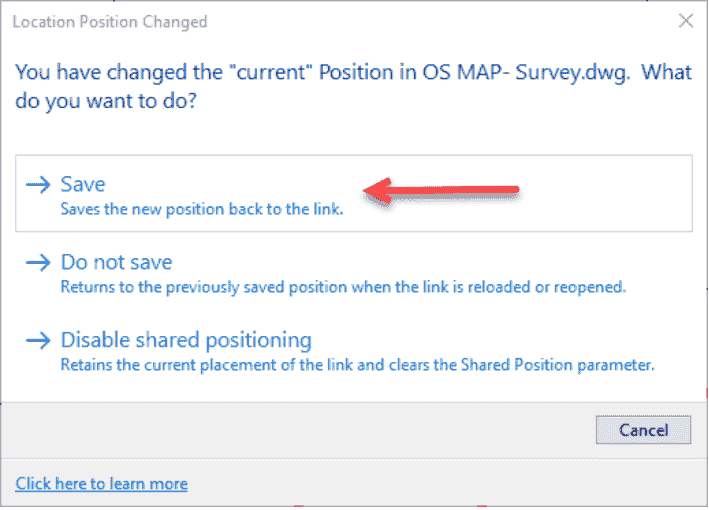 Location Position Changed
You have changed the "current" Position in OS MAP- Survey.dwg. What
do you want to do?
Save
Saves the new position back to the link.
Do not save
Returns to the previously saved position when the link is reloaded or reopened.
Disable shared positioning
Retains the current placement of the link and clears the Shared Position parameter.
Cancel
Click here to learn more